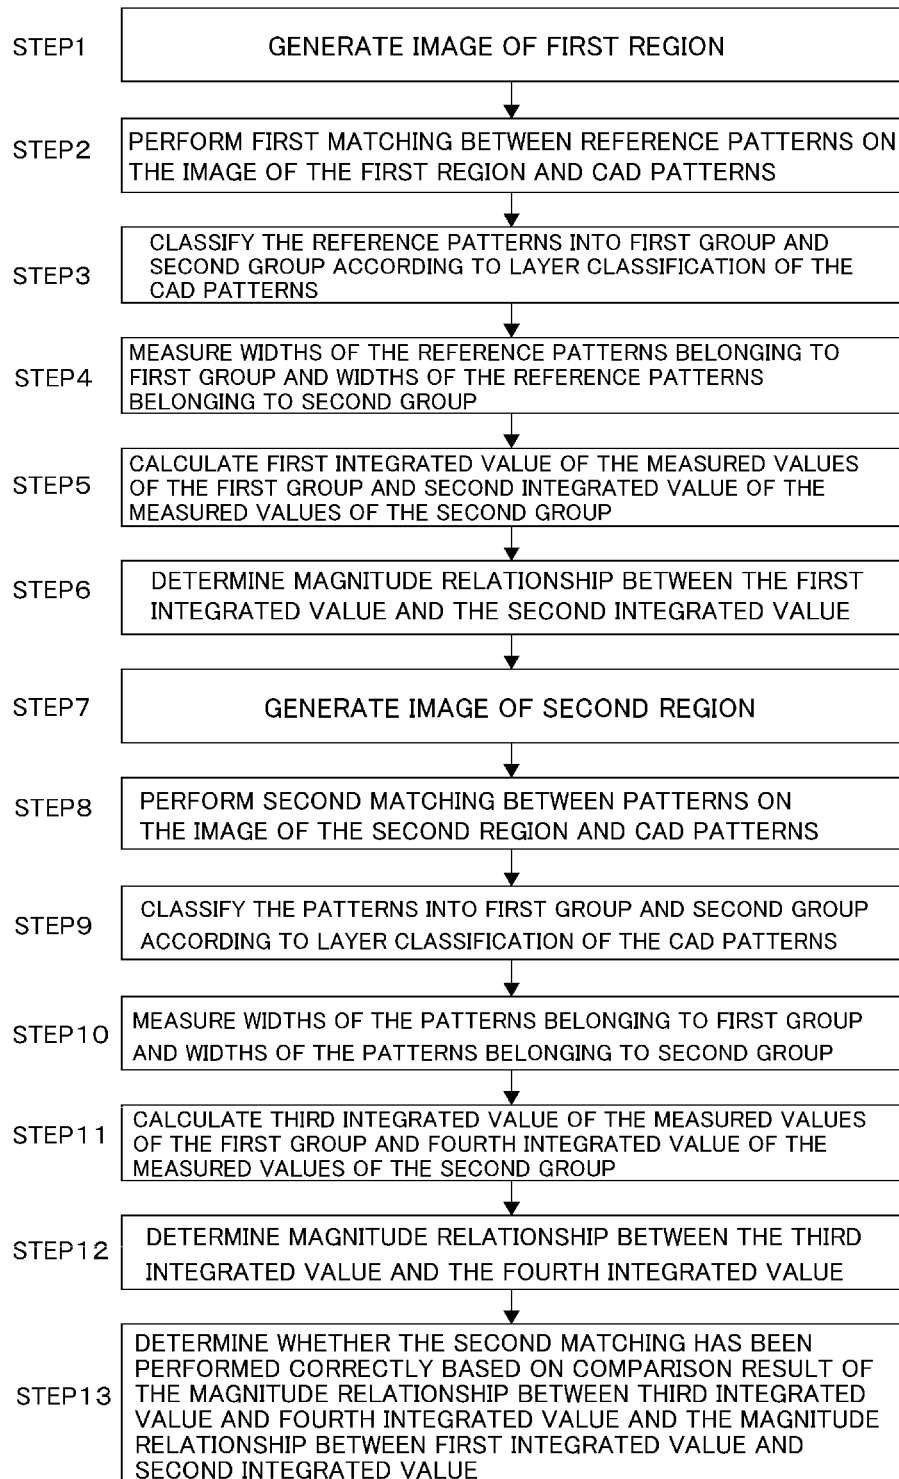 STEP1
GENERATE IMAGE OF FIRST REGION
STEP2
PERFORM FIRST MATCHING BETWEEN REFERENCE PATTERNS ON
THE IMAGE OF THE FIRST REGION AND CAD PATTERNS
STEP3
CLASSIFY THE REFERENCE PATTERNS INTO FIRST GROUP AND
SECOND GROUP ACCORDING TO LAYER CLASSIFICATION OF THE
CAD PATTERNS
STEP4
MEASURE WIDTHS OF THE REFERENCE PATTERNS BELONGING TO
FIRST GROUP AND WIDTHS OF THE REFERENCE PATTERNS
BELONGING TO SECOND GROUP
STEP5
CALCULATE FIRST INTEGRATED VALUE OF THE MEASURED VALUES
OF THE FIRST GROUP AND SECOND INTEGRATED VALUE OF THE
MEASURED VALUES OF THE SECOND GROUP
STEP6
DETERMINE MAGNITUDE RELATIONSHIP BETWEEN THE FIRST
INTEGRATED VALUE AND THE SECOND INTEGRATED VALUE
STEP7
GENERATE IMAGE OF SECOND REGION
STEP8
PERFORM SECOND MATCHING BETWEEN PATTERNS ON
THE IMAGE OF THE SECOND REGION AND CAD PATTERNS
STEP9
CLASSIFY THE PATTERNS INTO FIRST GROUP AND SECOND GROUP
ACCORDING TO LAYER CLASSIFICATION OF THE CAD PATTERNS
STEP10
MEASURE WIDTHS OF THE PATTERNS BELONGING TO FIRST GROUP
AND WIDTHS OF THE PATTERNS BELONGING TO SECOND GROUP
STEP11
CALCULATE THIRD INTEGRATED VALUE OF THE MEASURED VALUES
OF THE FIRST GROUP AND FOURTH INTEGRATED VALUE OF THE
MEASURED VALUES OF THE SECOND GROUP
STEP12
DETERMINE MAGNITUDE RELATIONSHIP BETWEEN THE THIRD
INTEGRATED VALUE AND THE FOURTH INTEGRATED VALUE
STEP13
DETERMINE WHETHER THE SECOND MATCHING HAS BEEN
PERFORMED CORRECTLY BASED ON COMPARISON RESULT OF
THE MAGNITUDE RELATIONSHIP BETWEEN THIRD INTEGRATED
VALUE AND FOURTH INTEGRATED VALUE AND THE MAGNITUDE
RELATIONSHIP BETWEEN FIRST INTEGRATED VALUE AND
SECOND INTEGRATED VALUE